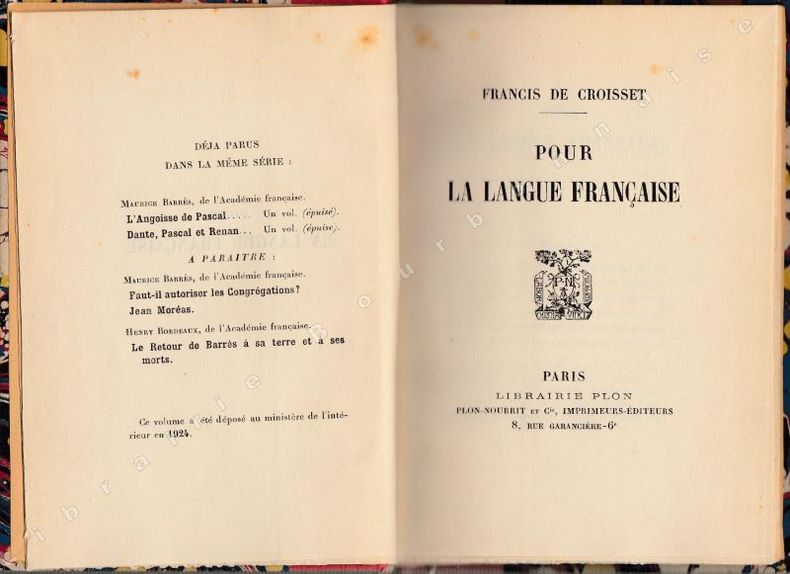 DÉJA PARUS
DANS LA MÊME SÉRIE :
MAURICE BARRÈS, de l'Académie française.
L'Angoisse de Pascal..... Un vol. (épuisé).
Dante, Pascal et Renan... Un vol. (épuisé).
A PARAITRE :
MAURICE BARRÈS, de l'Académie française.
Faut-il autoriser les Congrégations?
Jean Moréas.
HENRY BORDEAUX, de l'Académie française.
Le Retour de Barrès à sa terre et à ses
morts.
Ce volume a été déposé au ministère de l'inté-
rieur en 1924.
FRANCIS DE CROISSET
POUR
LA LANGUE FRANÇAISE
PARIS
LIBRAIRIE PLON
PLON-NOURRIT ET Cie, IMPRIMEURS-ÉDITEURS
8, RUE GARANCIÈRE-6e
Librairie Bourbonnaise